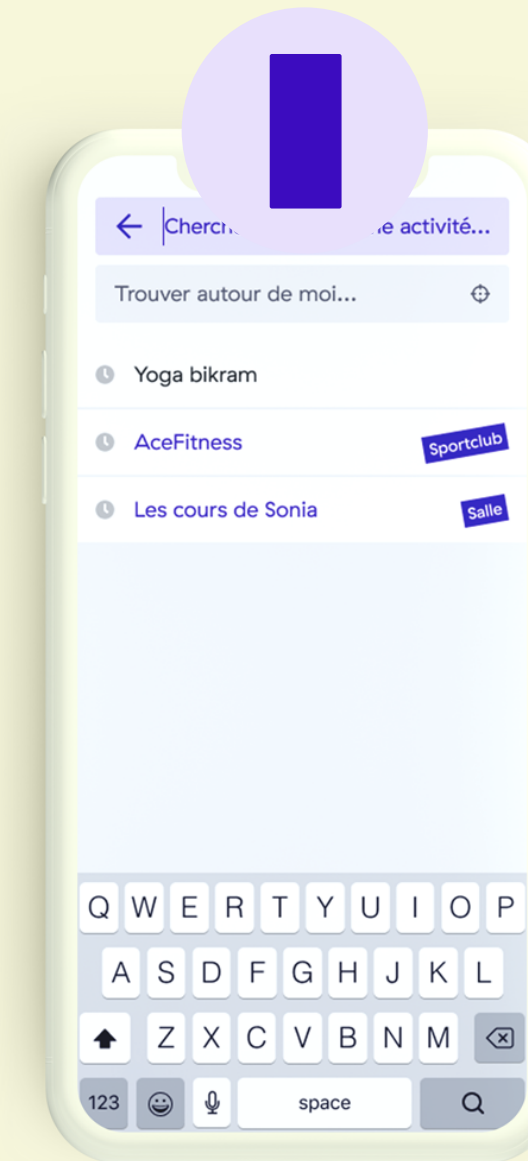 Cherch
e activité...
Trouver autour de moi...
Yoga bikram
AceFitness Sportclub
Les cours de Sonia Salle
Q W E R T Y U I O P
A S D F G H J K L
Z X C V B N M
123 space